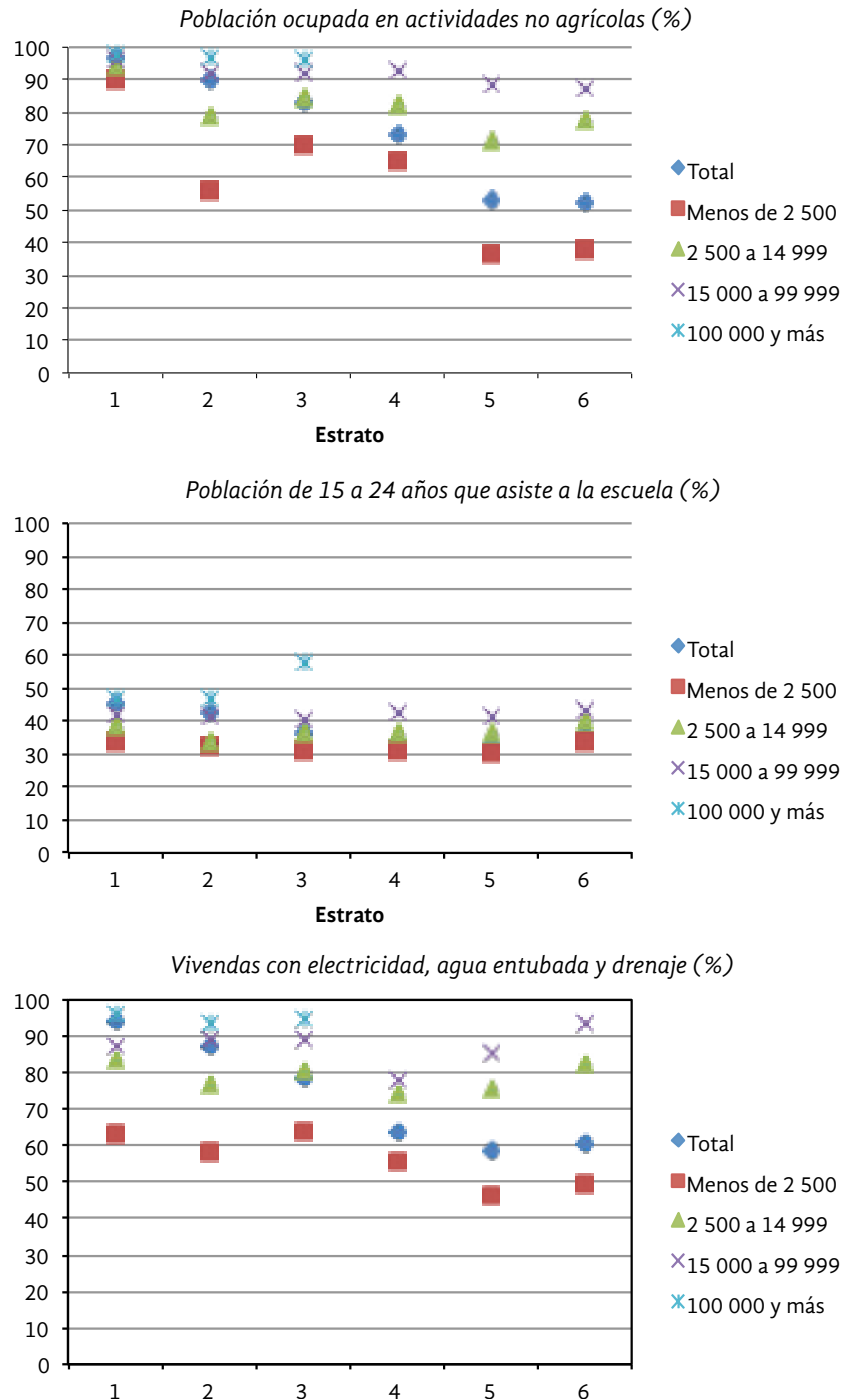 Población ocupada en actividades no agrícolas (%)
100
90
80
70
60
50
40
30
20
10
0
1 2 3 4 5 6
Estrato
Total
Menos de 2 500
2 500 a 14 999
15 000 a 99 999
100 000 y más
Población de 15 a 24 años que asiste a la escuela (%)
100
90
80
70
60
50
40
30
20
10
0
1 2 3 4 5 6
Estrato
Total
Menos de 2 500
2 500 a 14 999
15 000 a 99 999
100 000 y más
Vivendas con electricidad, agua entubada y drenaje (%)
100
90
80
70
60
50
40
30
20
10
0
1 2 3 4 5 6
Total
Menos de 2 500
2 500 a 14 999
15 000 a 99 999
100 000 y más